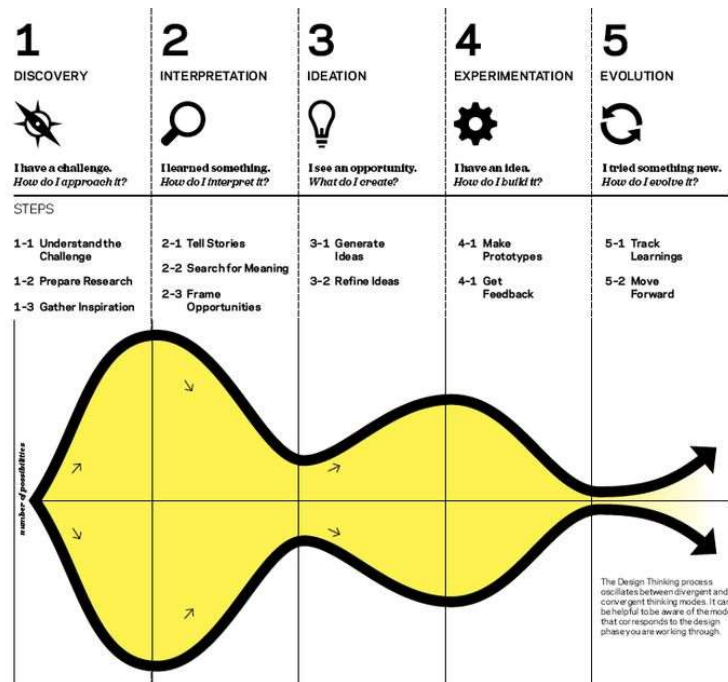 1
DISCOVERY
I have a challenge.
How do I approach it?
2
INTERPRETATION
I learned something.
How do I interpret it?
3
IDEATION
I see an opportunity.
What do I create?
4
EXPERIMENTATION
I have an idea.
How do I build it?
5
EVOLUTION
I tried something new.
How do I evolve it?
STEPS
1-1 Understand the
Challenge
1-2 Prepare Research
1-3 Gather Inspiration
2-1 Tell Stories
2-2 Search for Meaning
2-3 Frame
Opportunities
3-1 Generate
Ideas
3-2 Refine Ideas
4-1 Make
Prototypes
4-1 Get
Feedback
5-1 Track
Learnings
5-2 Move
Forward
number of possibilities
The Design Thinking process
oscillates between divergent and
convergent thinking modes. It can
be helpful to be aware of the mod
that corresponds to the design
phase you are working through.